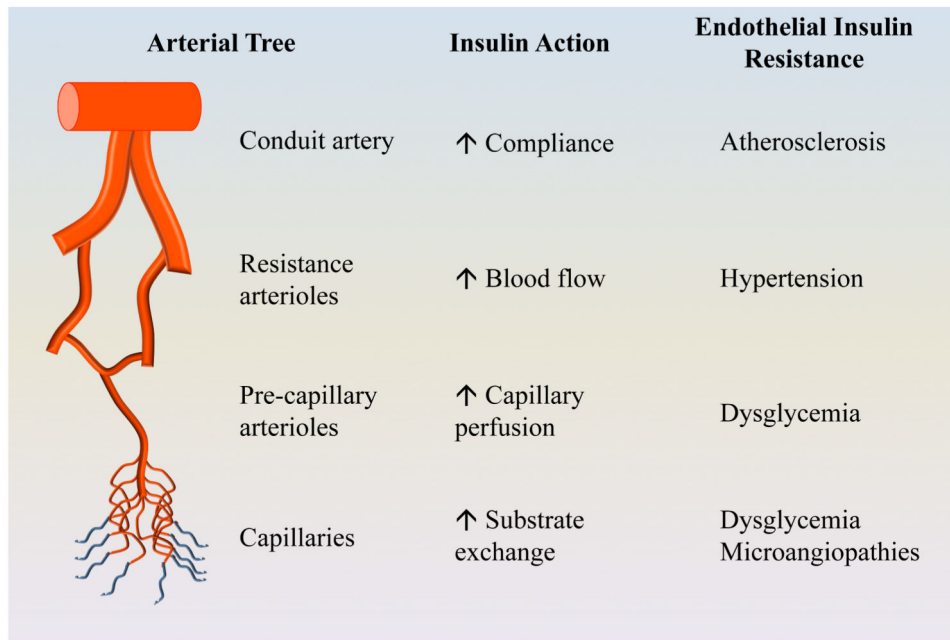 Arterial Tree
Insulin Action
Endothelial Insulin
Resistance
Conduit artery
↑ Compliance
Atherosclerosis
Resistance
arterioles
↑ Blood flow
Hypertension
Pre-capillary
arterioles
↑ Capillary
perfusion
Dysglycemia
Capillaries
↑ Substrate
exchange
Dysglycemia
Microangiopathies